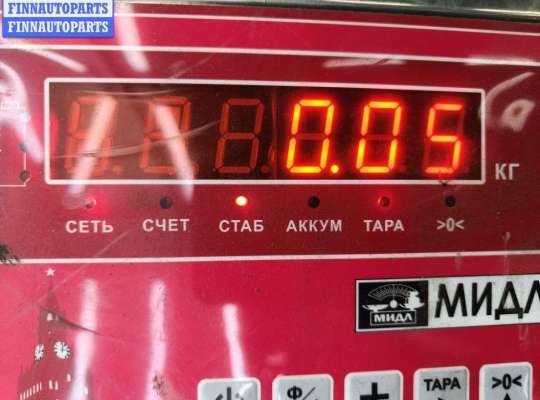 FINNAUTOPARTS
FINNAUTOPARTS
0.05
КГ
СЕТЬ СЧЕТ СТАБ АККУМ ТАРА >0<
МИДЛ МИДЛ
Ф/ + ТАРА >0<